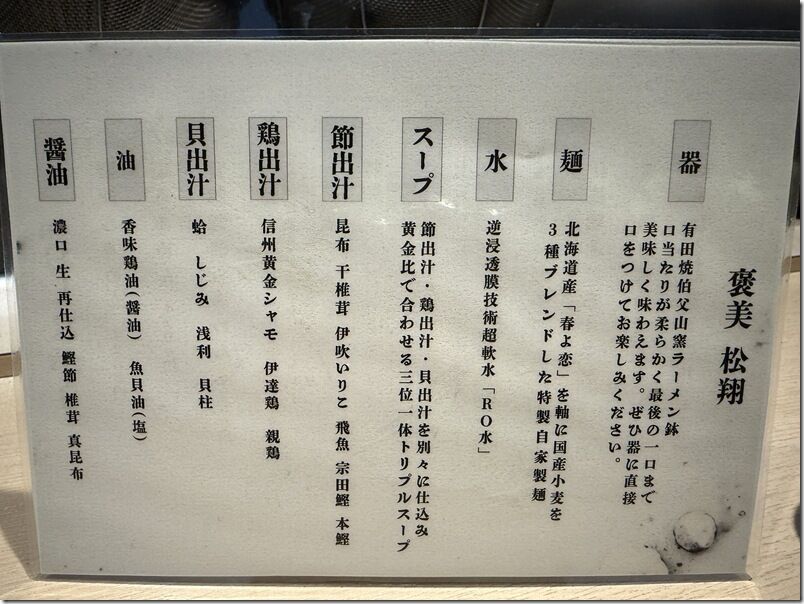 褒美 松翔
器
有田焼伯父山窯ラーメン鉢
口当たりが柔らかく最後の一口まで
美味しく味わえます。ぜひ器に直接
口をつけてお楽しみください。
麺
北海道産「春よ恋」を軸に国産小麦を
3種ブレンドした特製自家製麺
水
逆浸透膜技術超軟水「RO水」
スープ
節出汁・鶏出汁・貝出汁を別々に仕込み
黄金比で合わせる三位一体トリプルスープ
節出汁
昆布 干椎茸 伊吹いりこ 飛魚 宗田鰹 本鰹
鶏出汁
信州黄金シャモ 伊達鶏 親鶏
貝出汁
蛤 しじみ 浅利 貝柱
油
香味鶏油(醤油) 魚貝油(塩)
醤油
濃口 生 再仕込 鰹節 椎茸 真昆布